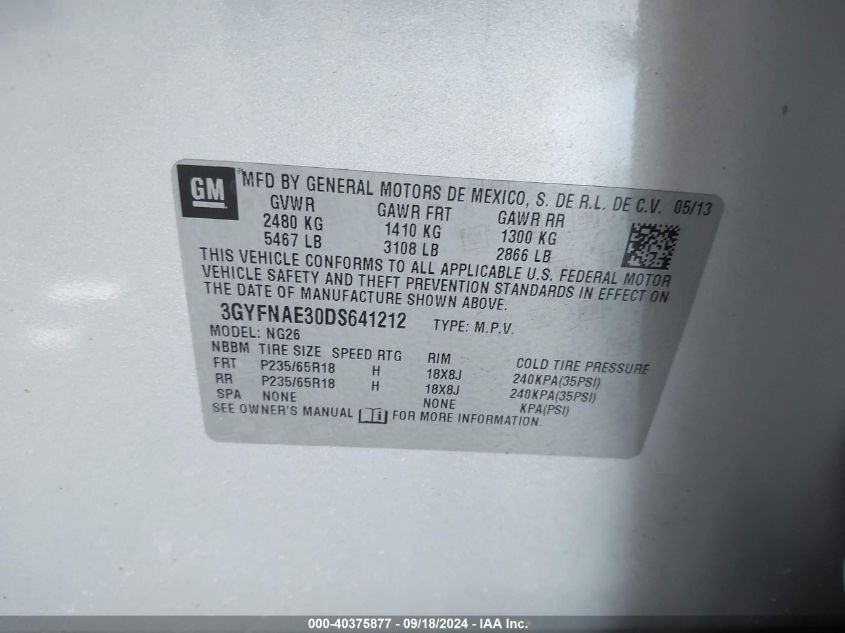 GM MFD BY GENERAL MOTORS DE MEXICO, S. DE R.L. DE C.V. 05/13
GVWR GAWR FRT GAWR RR
2480 KG 1410 KG 1300 KG
5467 LB 3108 LB 2866 LB
THIS VEHICLE CONFORMS TO ALL APPLICABLE U.S. FEDERAL MOTOR
VEHICLE SAFETY AND THEFT PREVENTION STANDARDS IN EFFECT ON
THE DATE OF MANUFACTURE SHOWN ABOVE.
3GYFNAE30DS641212 TYPE: M.P.V.
MODEL: NG26
NBBM TIRE SIZE SPEED RTG RIM COLD TIRE PRESSURE
FRT P235/65R18 H 18X8J 240KPA(35PSI)
RR P235/65R18 H 18X8J 240KPA(35PSI)
SPA NONE NONE KPA(PSI)
SEE OWNER'S MANUAL i FOR MORE INFORMATION.
000-40375877 - 09/18/2024 - IAA Inc.